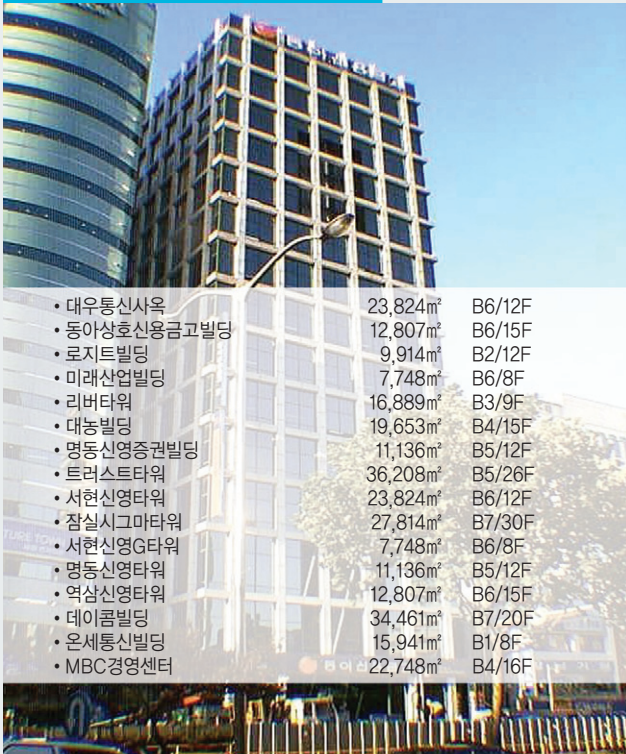 • 대우통신사옥 23,824㎡ B6/12F
• 동아상호신용금고빌딩 12,807㎡ B6/15F
• 로지트빌딩 9,914㎡ B2/12F
• 미래산업빌딩 7,748㎡ B6/8F
• 리버타워 16,889㎡ B3/9F
• 대농빌딩 19,653㎡ B4/15F
• 명동신영증권빌딩 11,136㎡ B5/12F
• 트러스트타워 36,208㎡ B5/26F
• 서현신영타워 23,824㎡ B6/12F
• 잠실시그마타워 27,814㎡ B7/30F
• 서현신영G타워 7,748㎡ B6/8F
• 명동신영타워 11,136㎡ B5/12F
• 역삼신영타워 12,807㎡ B6/15F
• 데이콤빌딩 34,461㎡ B7/20F
• 온세통신빌딩 15,941㎡ B1/8F
• MBC경영센터 22,748㎡ B4/16F